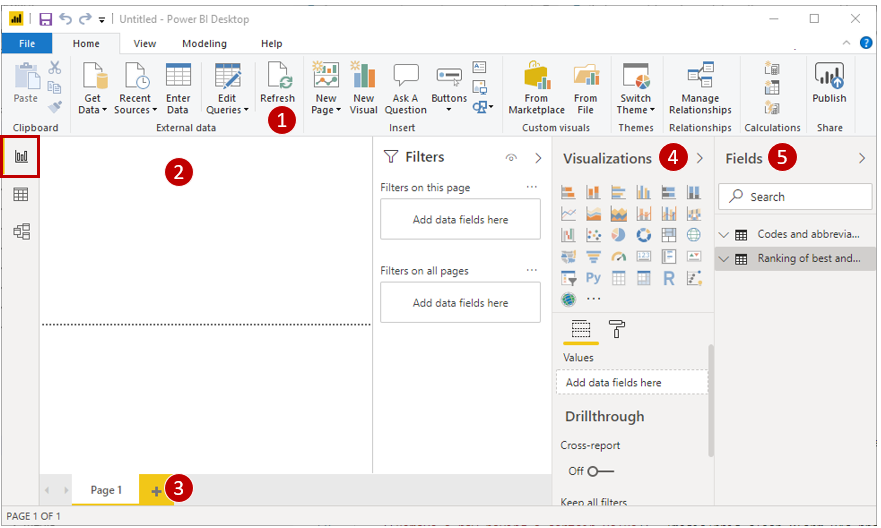 Untitled - Power BI Desktop
File Home View Modeling Help
Paste
Get Data
Recent Sources
Enter Data
Edit Queries
Refresh
New Page
New Visual
Ask A Question
Buttons
From Marketplace
From File
Switch Theme
Manage Relationships
Publish
Clipboard External data Insert Custom visuals Themes Relationships Calculations Share
1
2
Filters
Filters on this page
Add data fields here
Filters on all pages
Add data fields here
Visualizations 4
Py
R
Values
Add data fields here
Drillthrough
Cross-report
Off
Keep all filters
Fields 5
Search
Codes and abbrevia...
Ranking of best and...
Page 1 + 3
PAGE 1 OF 1